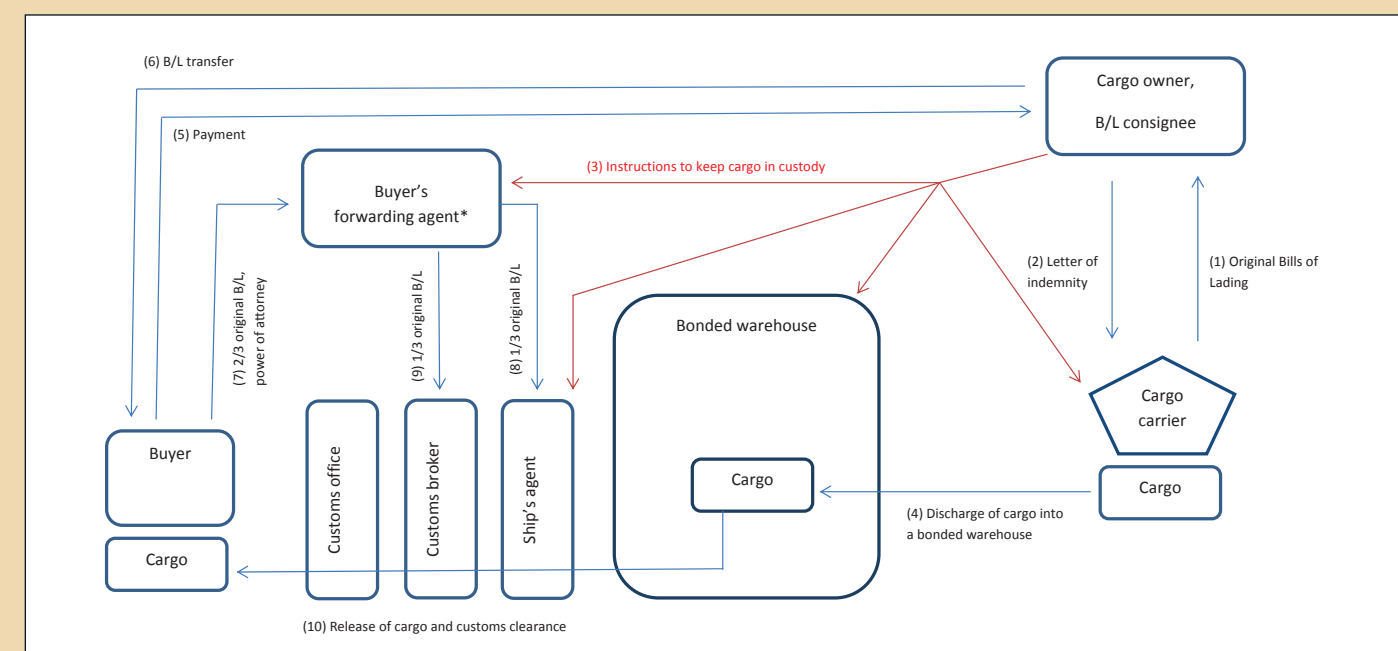 (6) B/L transfer
Cargo owner,
B/L consignee
(5) Payment
(3) Instructions to keep cargo in custody
Buyer's
forwarding agent*
(2) Letter of
indemnity
(1) Original Bills of
Lading
(7) 2/3 original B/L,
power of attorney
(9) 1/3 original B/L
(8) 1/3 original B/L
Bonded warehouse
Cargo
carrier
Buyer
Customs office
Customs broker
Ship's agent
Cargo
Cargo
(4) Discharge of cargo into
a bonded warehouse
Cargo
(10) Release of cargo and customs clearance